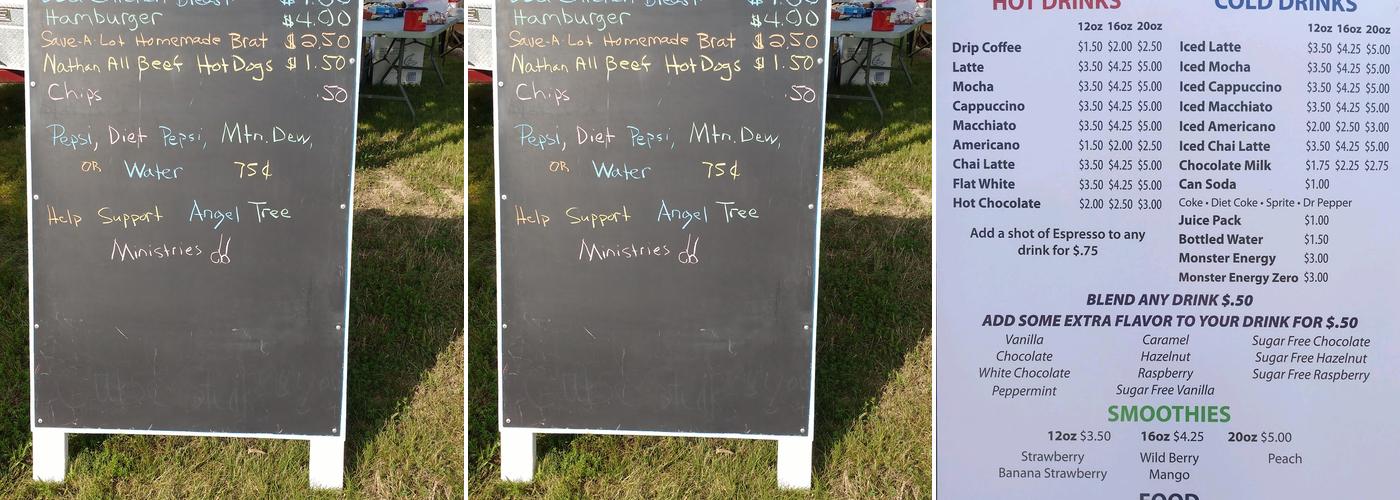 Hamburger $4.00
Save-A-Lot Homemade Brat $2.50
Nathan All Beef Hot Dogs $1.50
Chips .50
Pepsi, Diet Pepsi, Mtn. Dew,
OR Water 75¢
Help Support Angel Tree
Ministries
Hamburger $4.00
Save-A-Lot Homemade Brat $2.50
Nathan All Beef Hot Dogs $1.50
Chips .50
Pepsi, Diet Pepsi, Mtn. Dew,
OR Water 75¢
Help Support Angel Tree
Ministries
HOT DRINKS
12oz 16oz 20oz
Drip Coffee $1.50 $2.00 $2.50
Latte $3.50 $4.25 $5.00
Mocha $3.50 $4.25 $5.00
Cappuccino $3.50 $4.25 $5.00
Macchiato $3.50 $4.25 $5.00
Americano $1.50 $2.00 $2.50
Chai Latte $3.50 $4.25 $5.00
Flat White $3.50 $4.25 $5.00
Hot Chocolate $2.00 $2.50 $3.00
Add a shot of Espresso to any
drink for $.75
COLD DRINKS
12oz 16oz 20oz
Iced Latte $3.50 $4.25 $5.00
Iced Mocha $3.50 $4.25 $5.00
Iced Cappuccino $3.50 $4.25 $5.00
Iced Macchiato $3.50 $4.25 $5.00
Iced Americano $2.00 $2.50 $3.00
Iced Chai Latte $3.50 $4.25 $5.00
Chocolate Milk $1.75 $2.25 $2.75
Can Soda $1.00
Coke • Diet Coke • Sprite • Dr Pepper
Juice Pack $1.00
Bottled Water $1.50
Monster Energy $3.00
Monster Energy Zero $3.00
BLEND ANY DRINK $.50
ADD SOME EXTRA FLAVOR TO YOUR DRINK FOR $.50
Vanilla Caramel Sugar Free Chocolate
Chocolate Hazelnut Sugar Free Hazelnut
White Chocolate Raspberry Sugar Free Raspberry
Peppermint Sugar Free Vanilla
SMOOTHIES
12oz $3.50 16oz $4.25 20oz $5.00
Strawberry Wild Berry Peach
Banana Strawberry Mango
FOOD